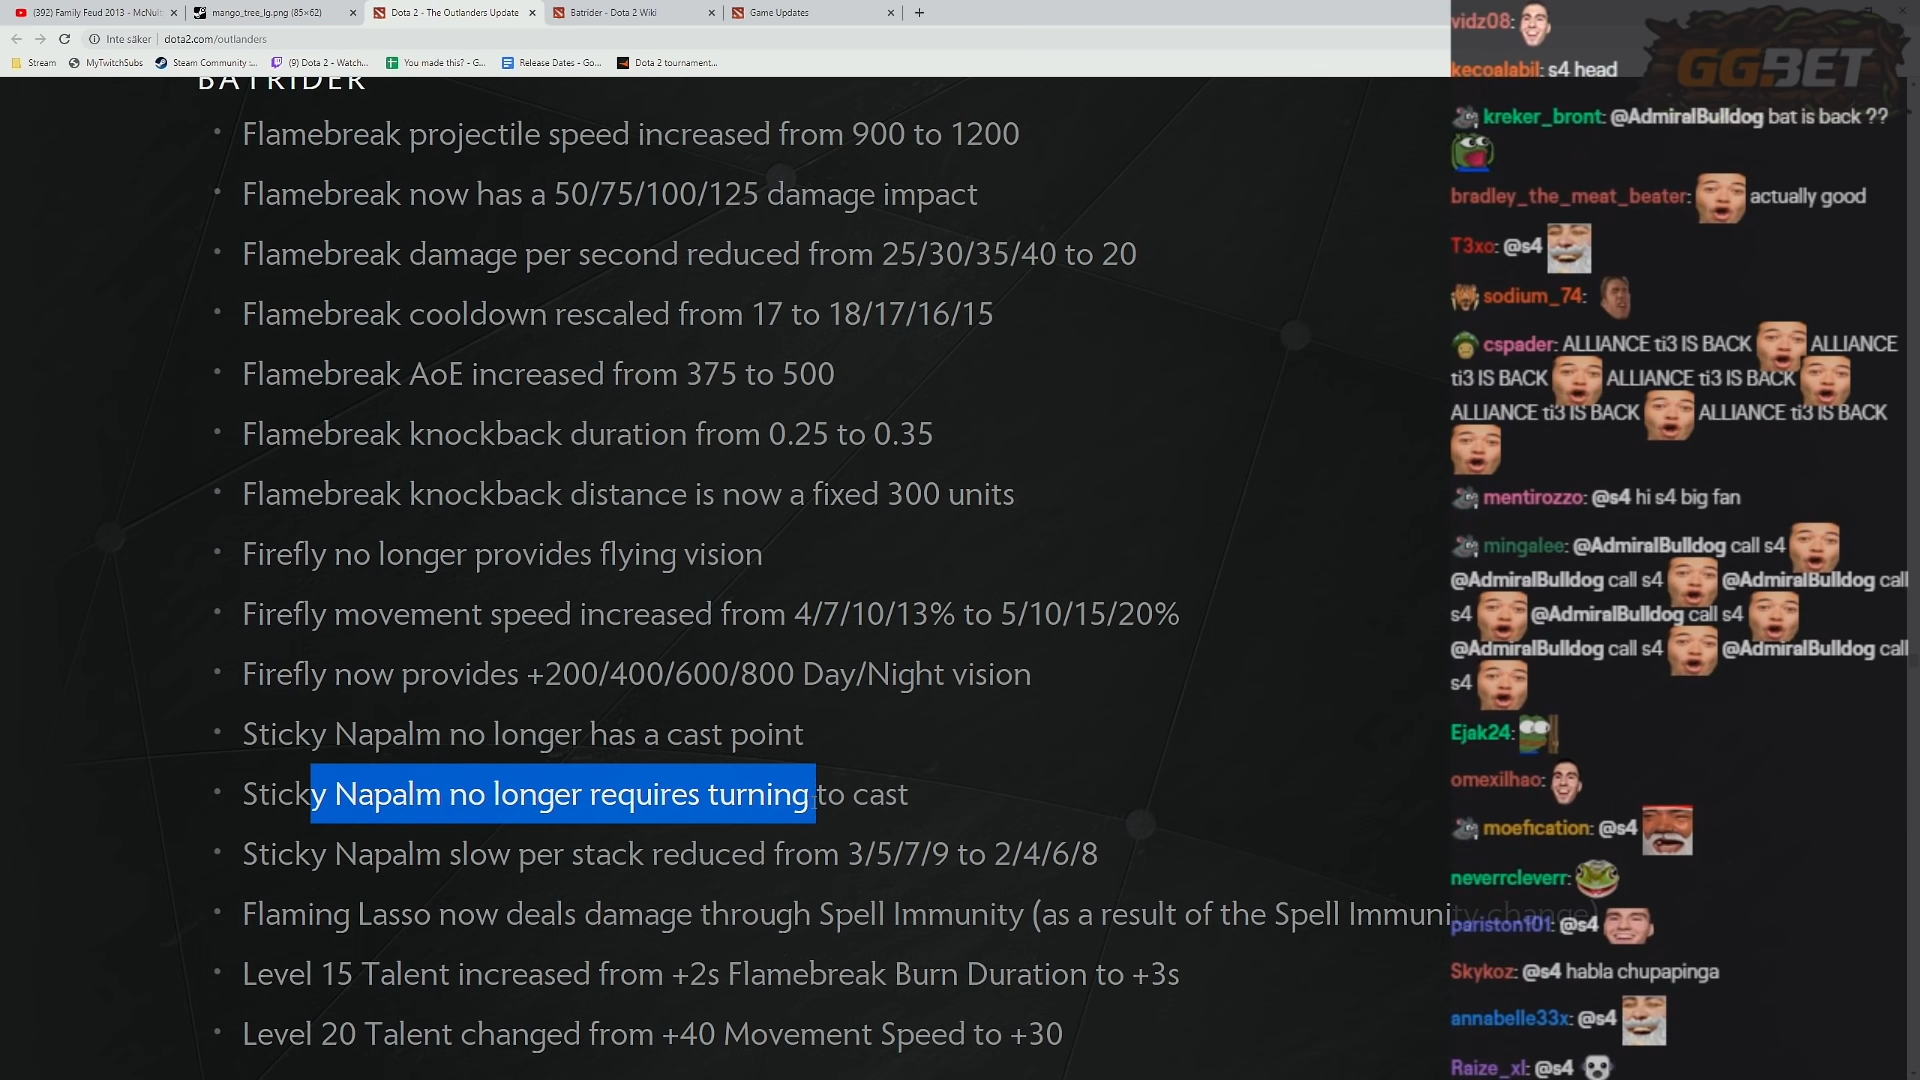 (392) Family Feud 2013 - McNult
mango_tree_lg.png (85×62)
Dota 2 - The Outlanders Update
Batrider - Dota 2 Wiki
Game Updates
Inte säker
dota2.com/outlanders
Stream
MyTwitchSubs
Steam Community :...
(9) Dota 2 - Watch...
You made this? - G...
Release Dates - Go...
Dota 2 tournament...
BATRIDER
• Flamebreak projectile speed increased from 900 to 1200
• Flamebreak now has a 50/75/100/125 damage impact
• Flamebreak damage per second reduced from 25/30/35/40 to 20
• Flamebreak cooldown rescaled from 17 to 18/17/16/15
• Flamebreak AoE increased from 375 to 500
• Flamebreak knockback duration from 0.25 to 0.35
• Flamebreak knockback distance is now a fixed 300 units
• Firefly no longer provides flying vision
• Firefly movement speed increased from 4/7/10/13% to 5/10/15/20%
• Firefly now provides +200/400/600/800 Day/Night vision
• Sticky Napalm no longer has a cast point
• Sticky Napalm no longer requires turning to cast
• Sticky Napalm slow per stack reduced from 3/5/7/9 to 2/4/6/8
• Flaming Lasso now deals damage through Spell Immunity (as a result of the Spell Immunity change)
• Level 15 Talent increased from +2s Flamebreak Burn Duration to +3s
• Level 20 Talent changed from +40 Movement Speed to +30
GG.BET
vidz08:
kecoalabil: s4 head
kreker_bront: @AdmiralBulldog bat is back ??
bradley_the_meat_beater: actually good
T3xo: @s4
sodium_74:
cspader: ALLIANCE ti3 IS BACK ALLIANCE
ti3 IS BACK ALLIANCE ti3 IS BACK
ALLIANCE ti3 IS BACK ALLIANCE ti3 IS BACK
mentirozzo: @s4 hi s4 big fan
mingalee: @AdmiralBulldog call s4
@AdmiralBulldog call s4 @AdmiralBulldog call
s4 @AdmiralBulldog call s4
@AdmiralBulldog call s4 @AdmiralBulldog call
s4
Ejak24:
omexilhao:
moefication: @s4
neverrcleverr:
pariston101: @s4
Skykoz: @s4 habla chupapinga
annabelle33x: @s4
Raize_xl: @s4